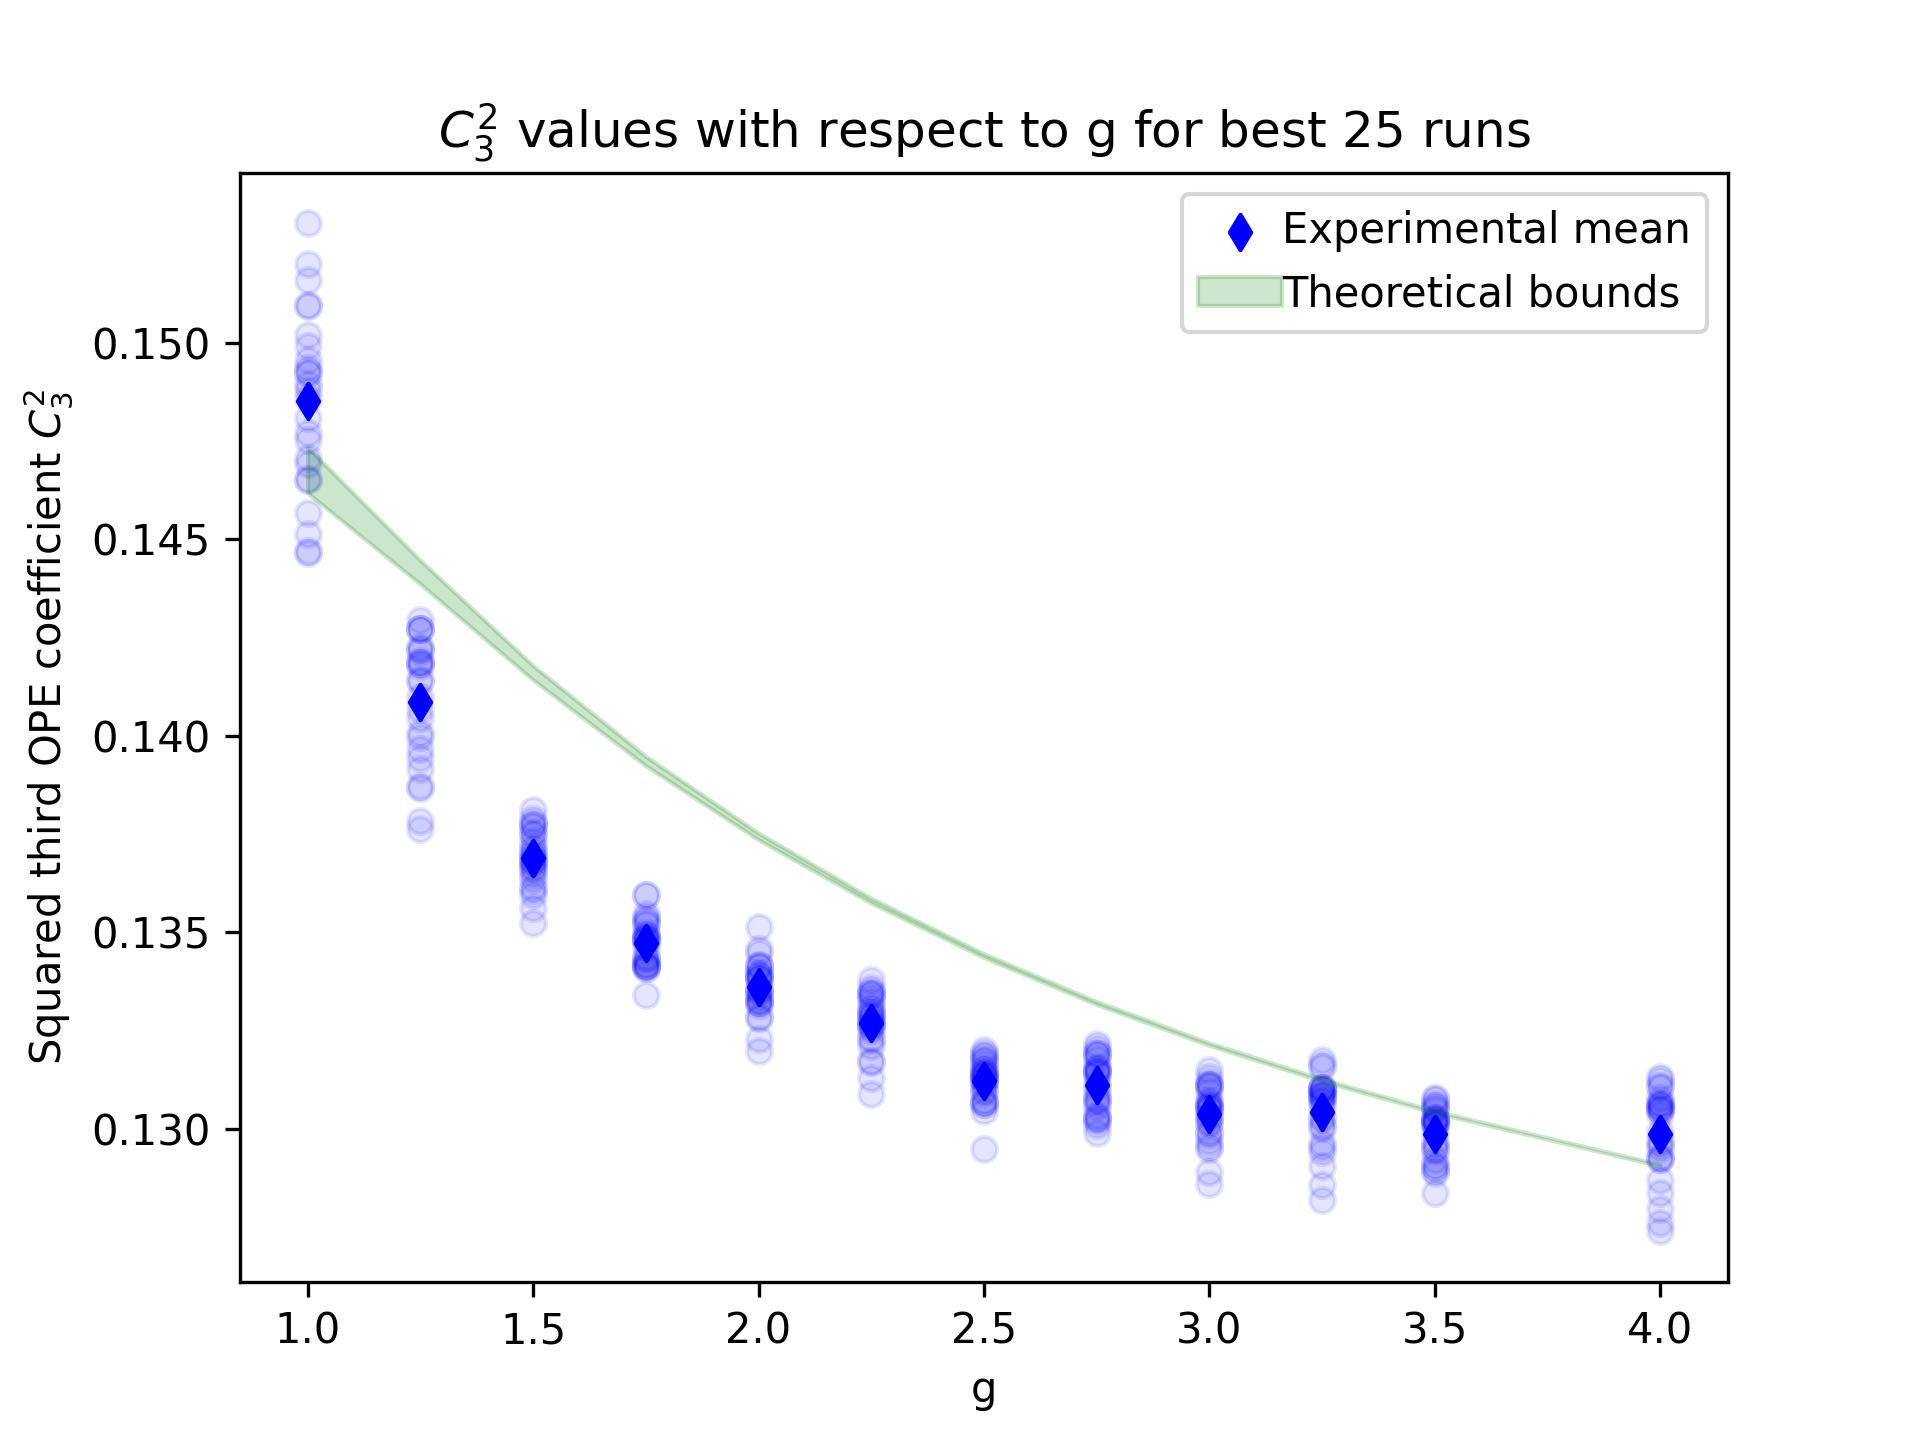 $C_3^2$ values with respect to g for best 25 runs
Experimental mean
Theoretical bounds
Squared third OPE coefficient $C_3^2$
0.150
0.145
0.140
0.135
0.130
1.0 1.5 2.0 2.5 3.0 3.5 4.0
g